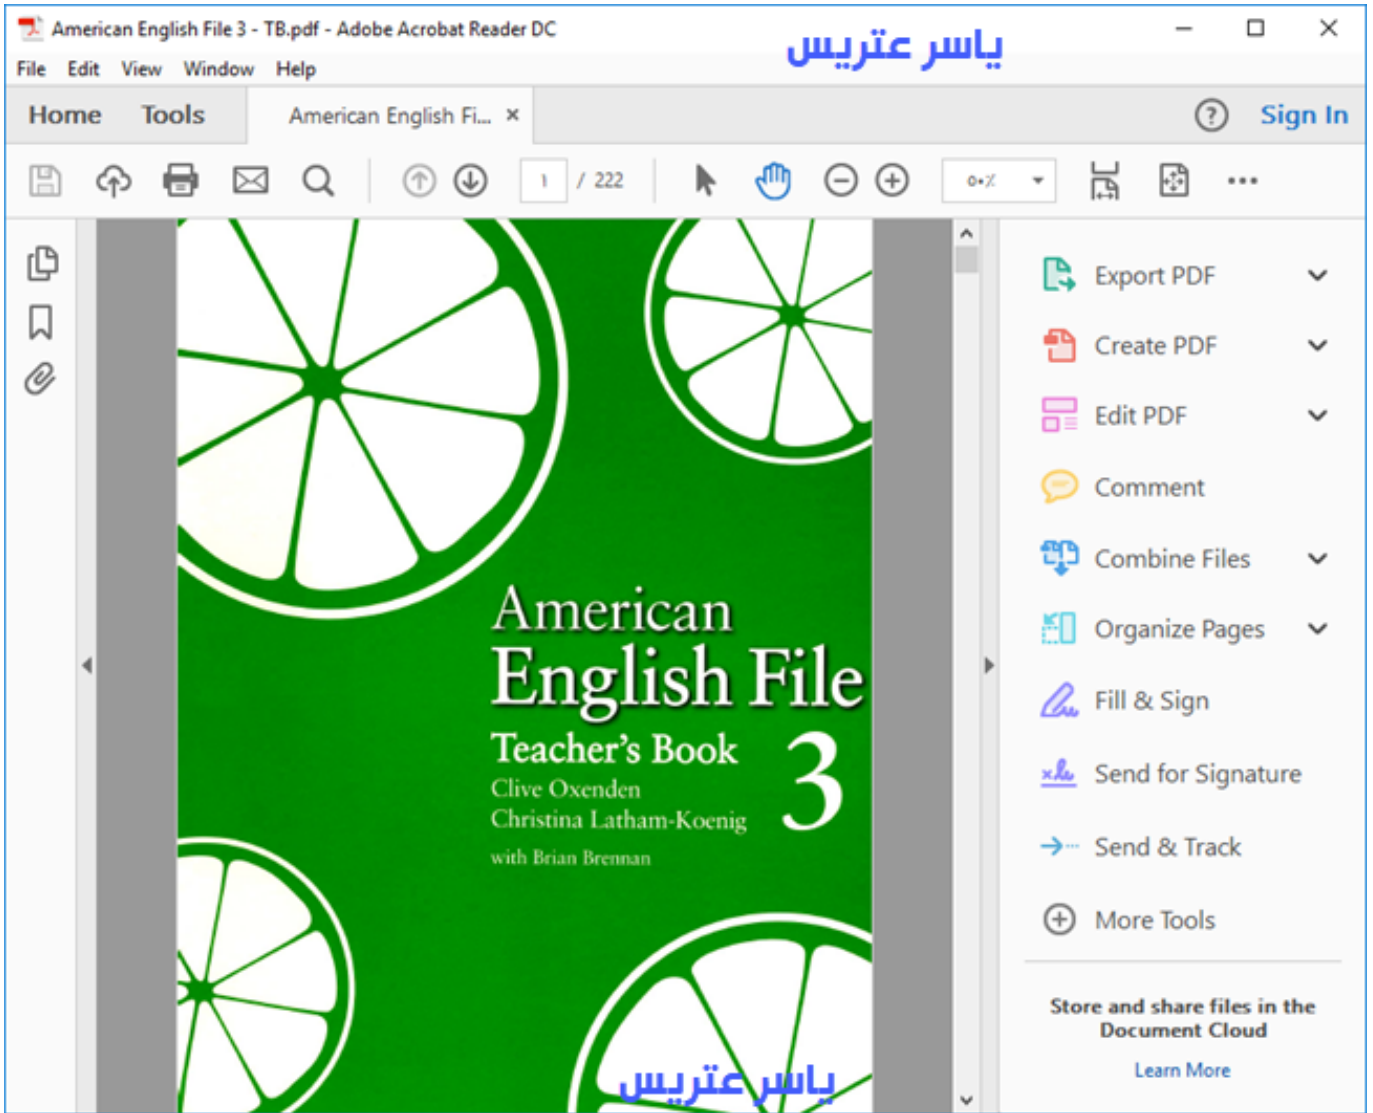 American English File 3 - TB.pdf - Adobe Acrobat Reader DC
ياسر عتريس
File Edit View Window Help
Home Tools American English Fi... × Sign In
١ / 222 ٥٠٪
Export PDF
Create PDF
Edit PDF
Comment
Combine Files
Organize Pages
Fill & Sign
Send for Signature
Send & Track
More Tools
Store and share files in the
Document Cloud
Learn More
American
English File
Teacher's Book 3
Clive Oxenden
Christina Latham-Koenig
with Brian Brennan
ياسر عتريس